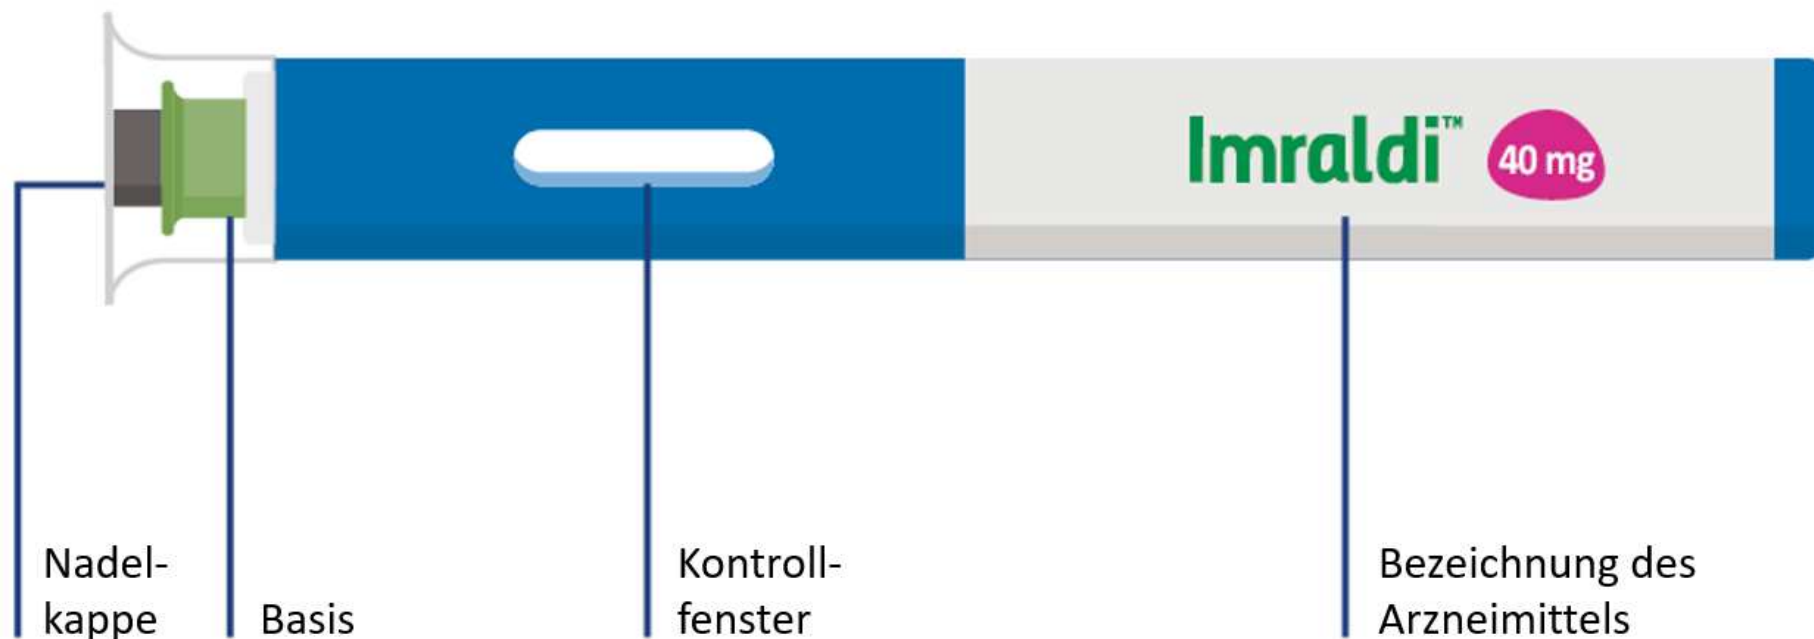 Imraldi™ 40 mg
Nadel-
kappe
Basis
Kontroll-
fenster
Bezeichnung des
Arzneimittels